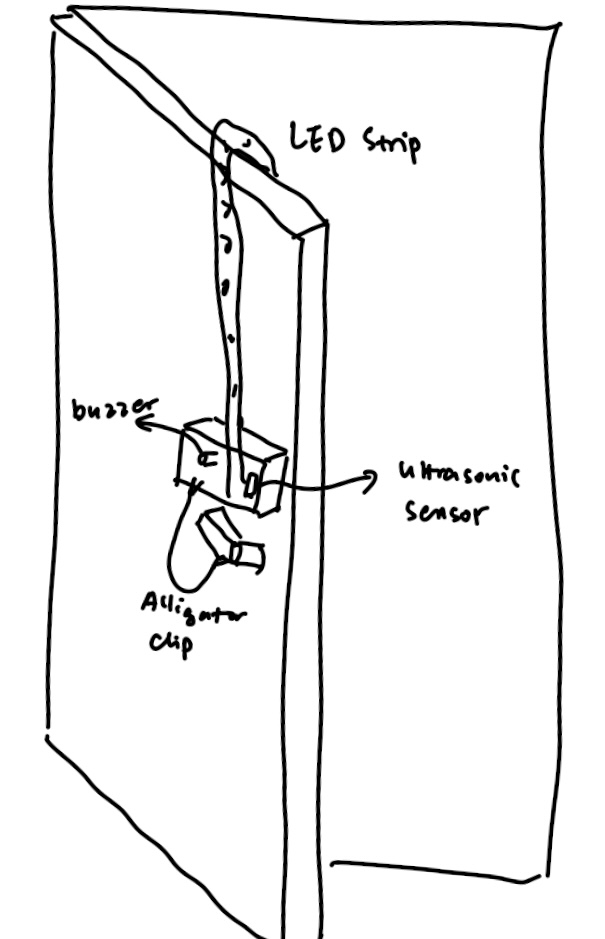 LED Strip
buzzer
Ultrasonic
Sensor
Alligator
Clip